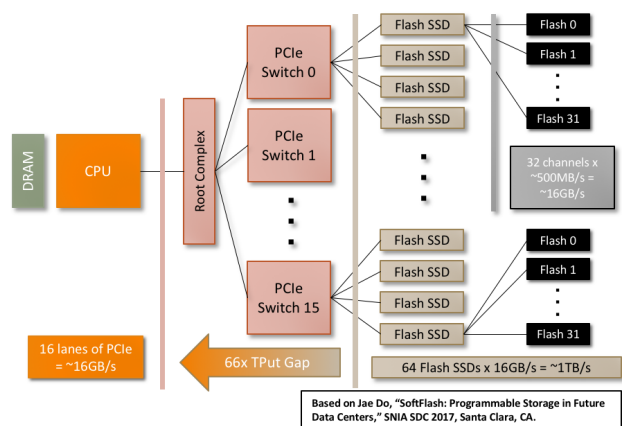 DRAM
CPU
Root Complex
PCIe
Switch 0
PCIe
Switch 1
PCIe
Switch 15
Flash SSD
Flash SSD
Flash SSD
Flash SSD
Flash SSD
Flash SSD
Flash SSD
Flash SSD
Flash 0
Flash 1
Flash 31
32 channels x
~500MB/s =
~16GB/s
Flash 0
Flash 1
Flash 31
16 lanes of PCIe
= ~16GB/s
66x TPut Gap
64 Flash SSDs x 16GB/s = ~1TB/s
Based on Jae Do, “SoftFlash: Programmable Storage in Future
Data Centers,” SNIA SDC 2017, Santa Clara, CA.